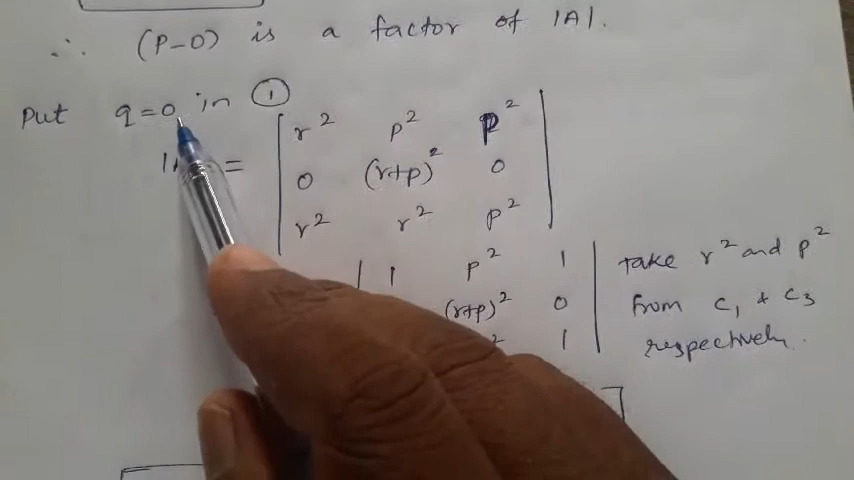 ∴ (P-0) is a factor of |A|.
Put q=0 in ①
= | r² p² p² |
0 (r+p)² 0
r² r² p²
| 1 p² 1 | Take r² and p²
(r+p)² 0 from C₁ & C₃
² 1 respectively.